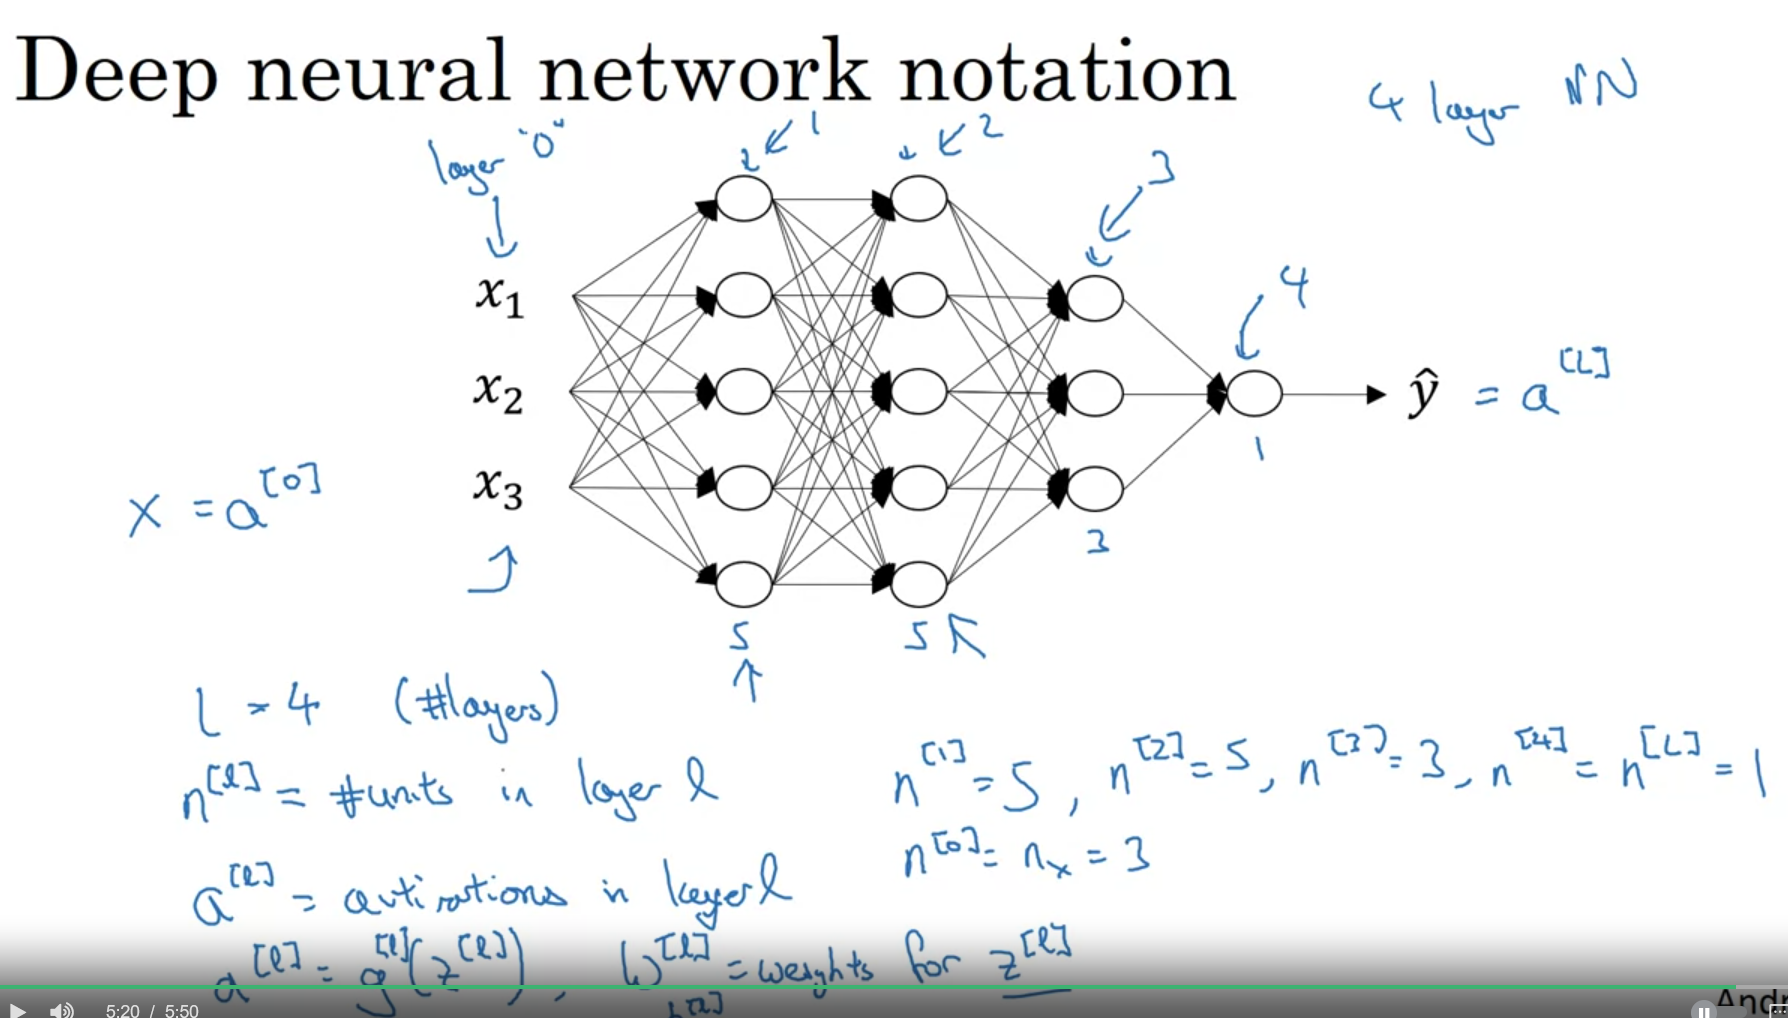 Deep neural network notation
4 layer NN
layer "0"
1
2
3
4
x₁
x₂
x₃
X = a^[0]
ŷ = a^[L]
5
5
3
1
L = 4 (#layers)
n^[l] = #units in layer l
n^[1] = 5, n^[2] = 5, n^[3] = 3, n^[4] = n^[L] = 1
n^[0] = n_x = 3
a^[l] = activations in layer l
a^[l] = g^[l](z^[l]), W^[l] = weights for z^[l]
b^[l]
5:20 / 5:50